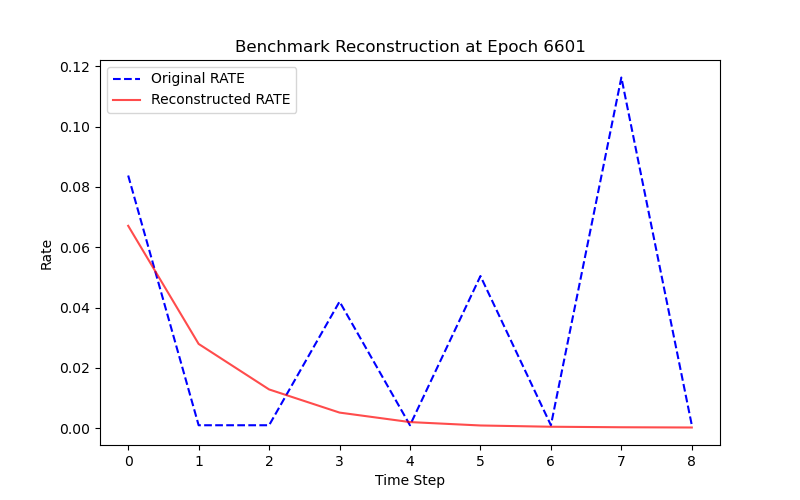 Benchmark Reconstruction at Epoch 6601
Original RATE
Reconstructed RATE
0.12
0.10
0.08
0.06
0.04
0.02
0.00
Rate
0 1 2 3 4 5 6 7 8
Time Step